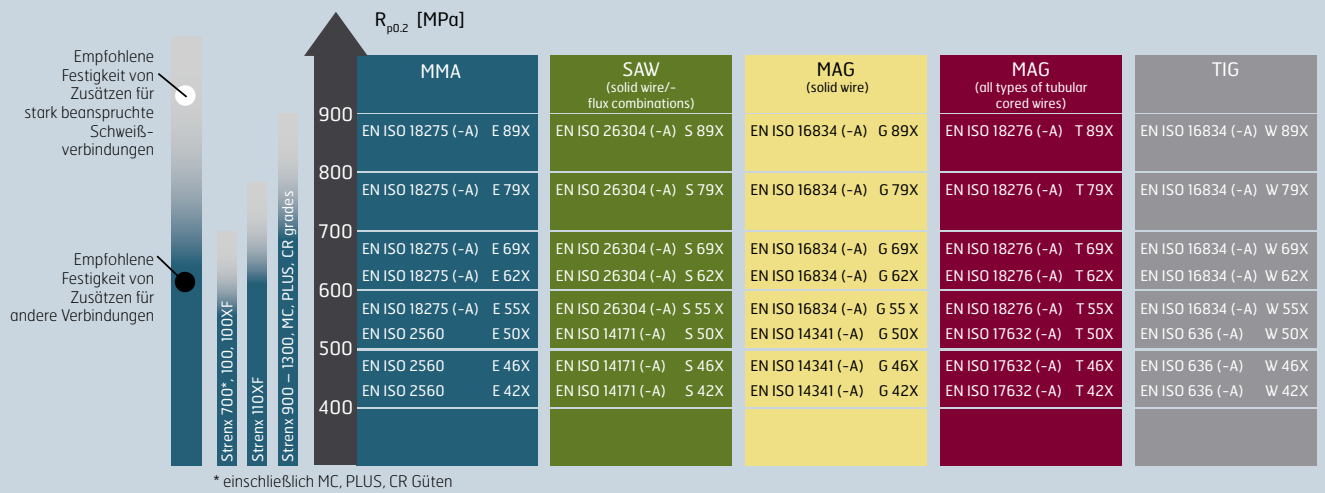 R p0.2 [MPa]
Empfohlene
Festigkeit von
Zusätzen für
stark beanspruchte
Schweiß-
verbindungen
Empfohlene
Festigkeit von
Zusätzen für
andere Verbindungen
Strenx 700*, 100, 100XF
Strenx 110XF
Strenx 900 – 1300, MC, PLUS, CR grades
900
800
700
600
500
400
MMA
EN ISO 18275 (-A) E 89X
EN ISO 18275 (-A) E 79X
EN ISO 18275 (-A) E 69X
EN ISO 18275 (-A) E 62X
EN ISO 18275 (-A) E 55X
EN ISO 2560 E 50X
EN ISO 2560 E 46X
EN ISO 2560 E 42X
SAW
(solid wire/-
flux combinations)
EN ISO 26304 (-A) S 89X
EN ISO 26304 (-A) S 79X
EN ISO 26304 (-A) S 69X
EN ISO 26304 (-A) S 62X
EN ISO 26304 (-A) S 55 X
EN ISO 14171 (-A) S 50X
EN ISO 14171 (-A) S 46X
EN ISO 14171 (-A) S 42X
MAG
(solid wire)
EN ISO 16834 (-A) G 89X
EN ISO 16834 (-A) G 79X
EN ISO 16834 (-A) G 69X
EN ISO 16834 (-A) G 62X
EN ISO 16834 (-A) G 55 X
EN ISO 14341 (-A) G 50X
EN ISO 14341 (-A) G 46X
EN ISO 14341 (-A) G 42X
MAG
(all types of tubular
cored wires)
EN ISO 18276 (-A) T 89X
EN ISO 18276 (-A) T 79X
EN ISO 18276 (-A) T 69X
EN ISO 18276 (-A) T 62X
EN ISO 18276 (-A) T 55X
EN ISO 17632 (-A) T 50X
EN ISO 17632 (-A) T 46X
EN ISO 17632 (-A) T 42X
TIG
EN ISO 16834 (-A) W 89X
EN ISO 16834 (-A) W 79X
EN ISO 16834 (-A) W 69X
EN ISO 16834 (-A) W 62X
EN ISO 16834 (-A) W 55X
EN ISO 636 (-A) W 50X
EN ISO 636 (-A) W 46X
EN ISO 636 (-A) W 42X
* einschließlich MC, PLUS, CR Güten